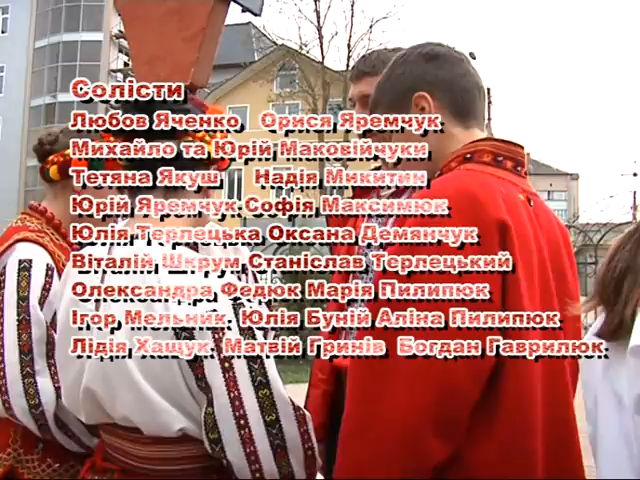 Солісти
Любов Яченко Орися Яремчук
Михайло та Юрій Маковійчуки
Тетяна Якуш Надія Микитин
Юрій Яремчук Софія Максимюк
Юлія Терлецька Оксана Демянчук
Віталій Шкрум Станіслав Терлецький
Олександра Федюк Марія Пилипюк
Ігор Мельник Юлія Буній Аліна Пилипюк
Лідія Хащук Матвій Гринів Богдан Гаврилюк